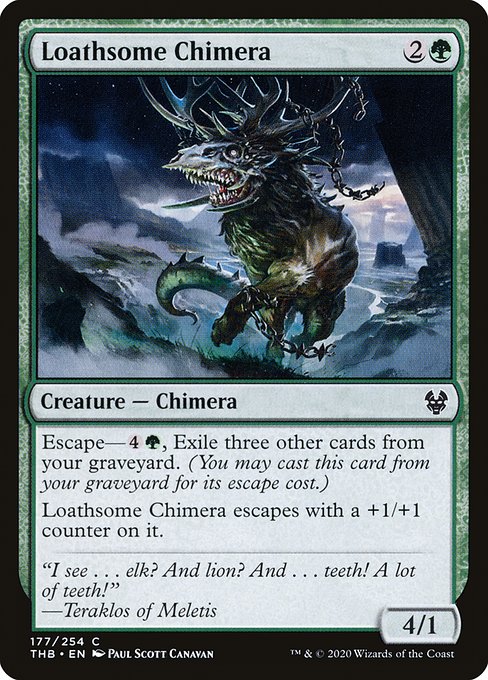 Loathsome Chimera 2
Creature — Chimera
Escape—4, Exile three other cards from
your graveyard. (You may cast this card from
your graveyard for its escape cost.)
Loathsome Chimera escapes with a +1/+1
counter on it.
“I see . . . elk? And lion? And . . . teeth! A lot
of teeth!”
—Teraklos of Meletis
4/1
177/254 C
THB • EN Paul Scott Canavan
™ & © 2020 Wizards of the Coast